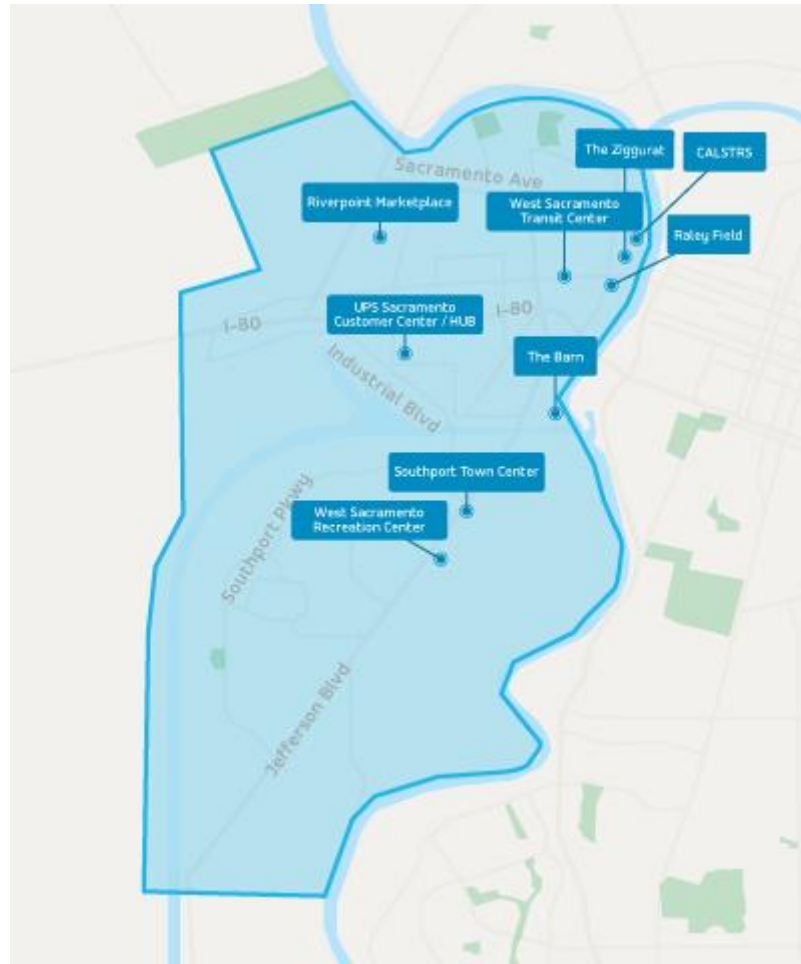 The Ziggurat
CALSTRS
Sacramento Ave
Riverpoint Marketplace
West Sacramento
Transit Center
Raley Field
I-80
UPS Sacramento
Customer Center / HUB
I-80
The Barn
Industrial Blvd
Southport Town Center
Southport Pkwy
West Sacramento
Recreation Center
Jefferson Blvd